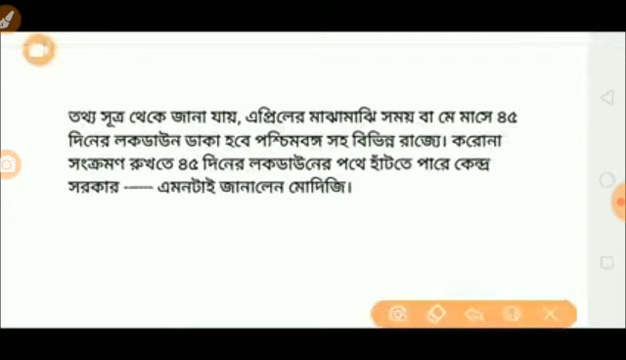 তথ্য সূত্র থেকে জানা যায়, এপ্রিলের মাঝামাঝি সময় বা মে মাসে ৪৫
দিনের লকডাউন ডাকা হবে পশ্চিমবঙ্গ সহ বিভিন্ন রাজ্যে। করোনা
সংক্রমণ রুখতে ৪৫ দিনের লকডাউনের পথে হাঁটতে পারে কেন্দ্র
সরকার —— এমনটাই জানালেন মোদিজি।